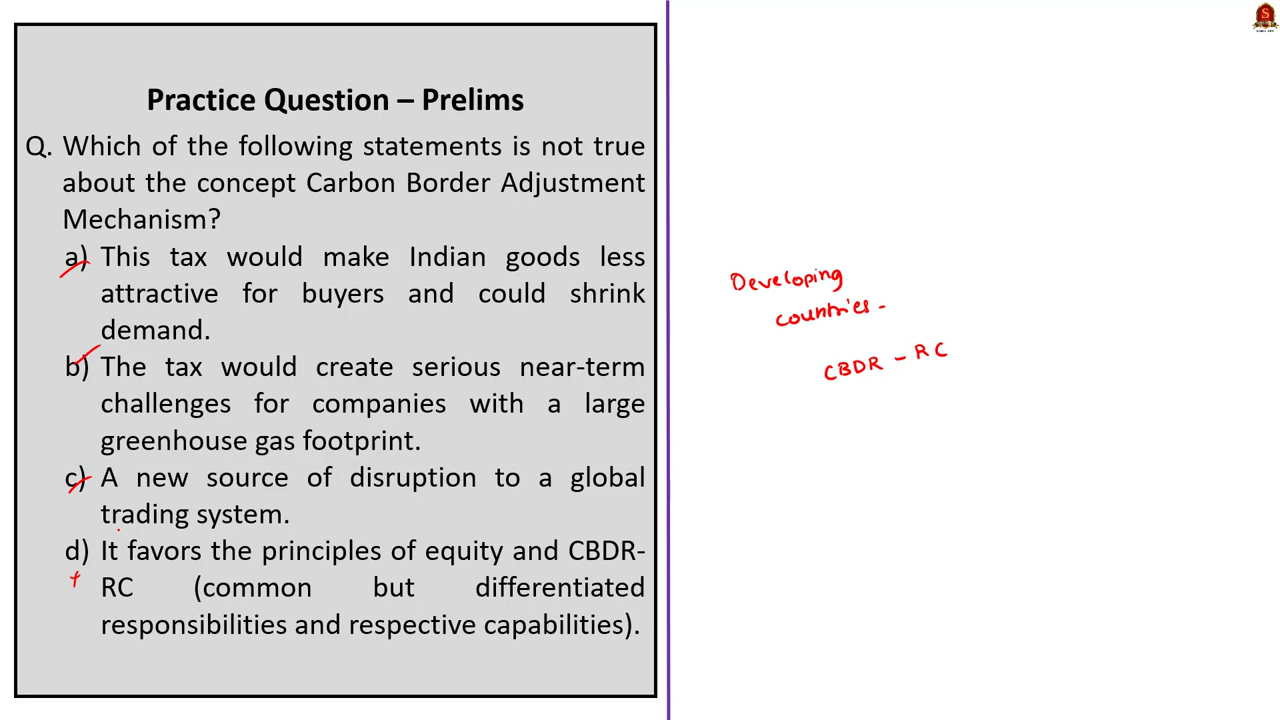 Practice Question – Prelims
Q. Which of the following statements is not true
about the concept Carbon Border Adjustment
Mechanism?
a) This tax would make Indian goods less
attractive for buyers and could shrink
demand.
b) The tax would create serious near-term
challenges for companies with a large
greenhouse gas footprint.
c) A new source of disruption to a global
trading system.
d) It favors the principles of equity and CBDR-
RC (common but differentiated
responsibilities and respective capabilities).
Developing
countries -
CBDR - RC
S